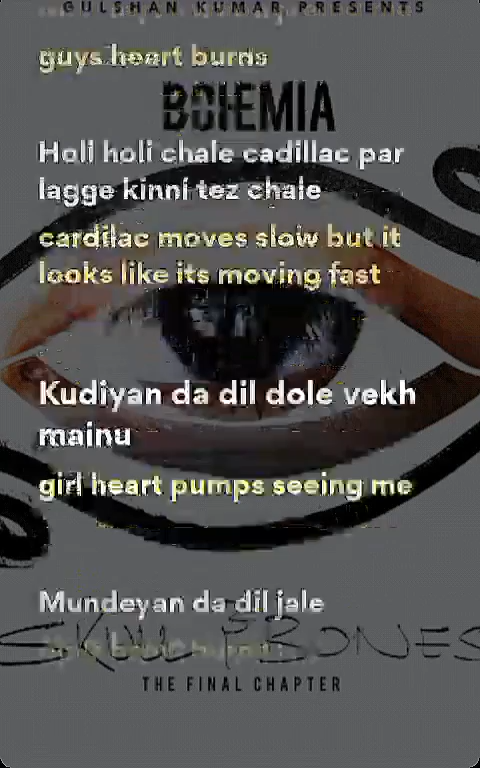 GULSHAN KUMAR PRESENTS
guys heart burns
BOHEMIA
Holi holi chale cadillac par
lagge kinni tez chale
cardilac moves slow but it
looks like its moving fast
Kudiyan da dil dole vekh
mainu
girl heart pumps seeing me
Mundeyan da dil jale
SKULL & BONES
THE FINAL CHAPTER